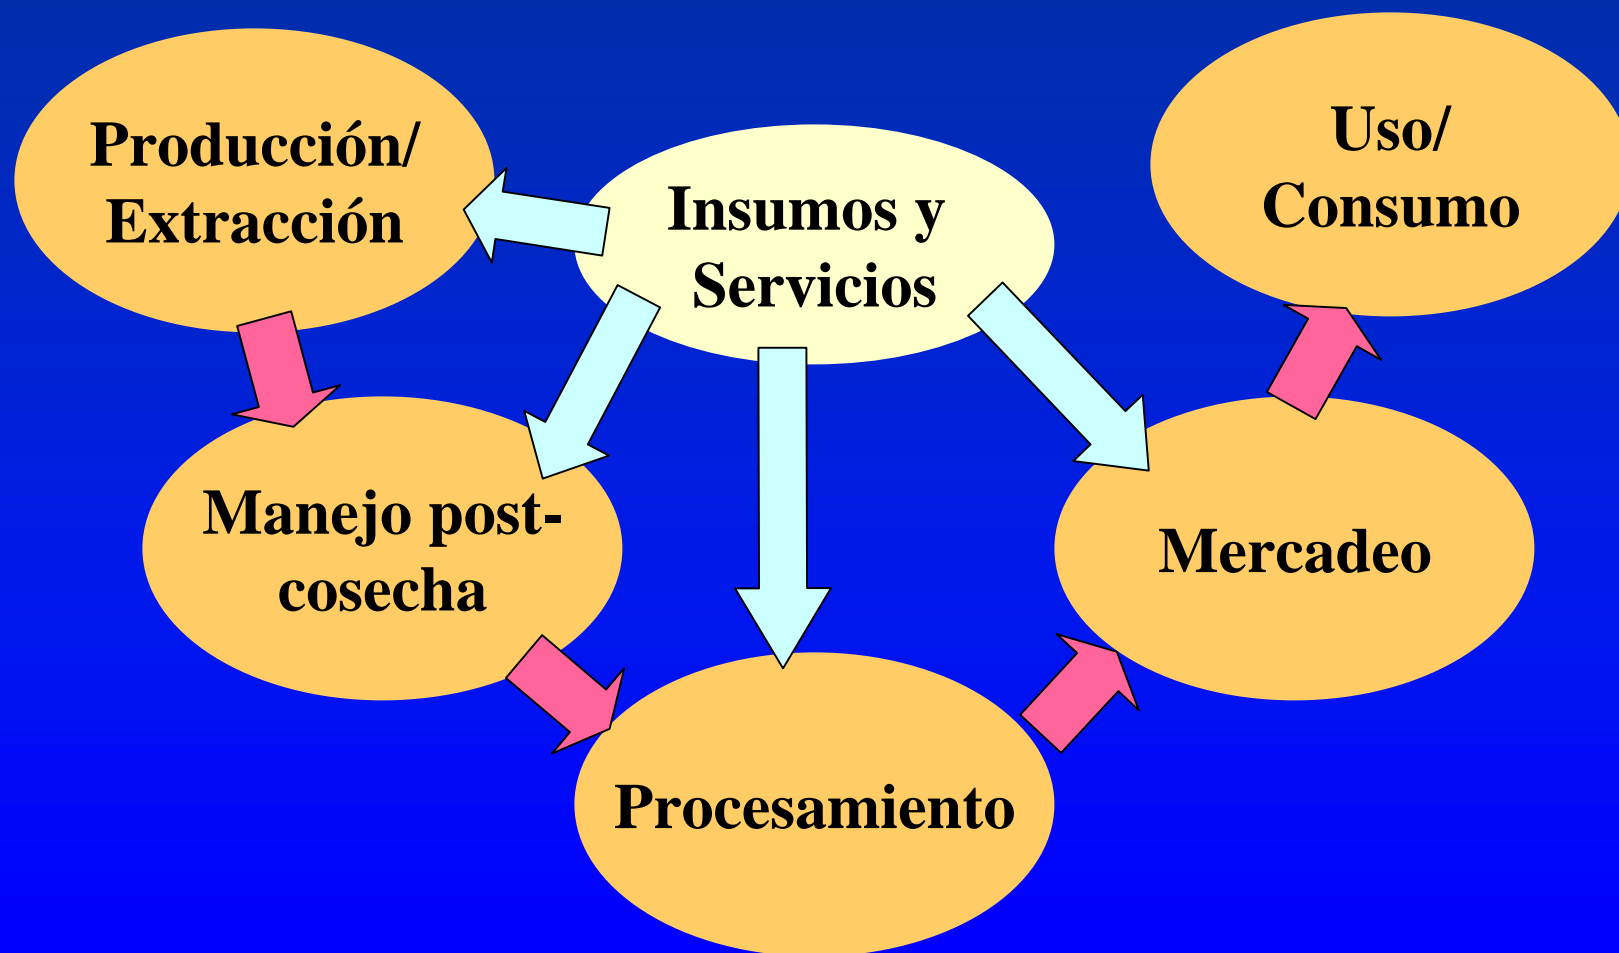 Producción/
Extracción
Insumos y
Servicios
Uso/
Consumo
Manejo post-
cosecha
Mercadeo
Procesamiento